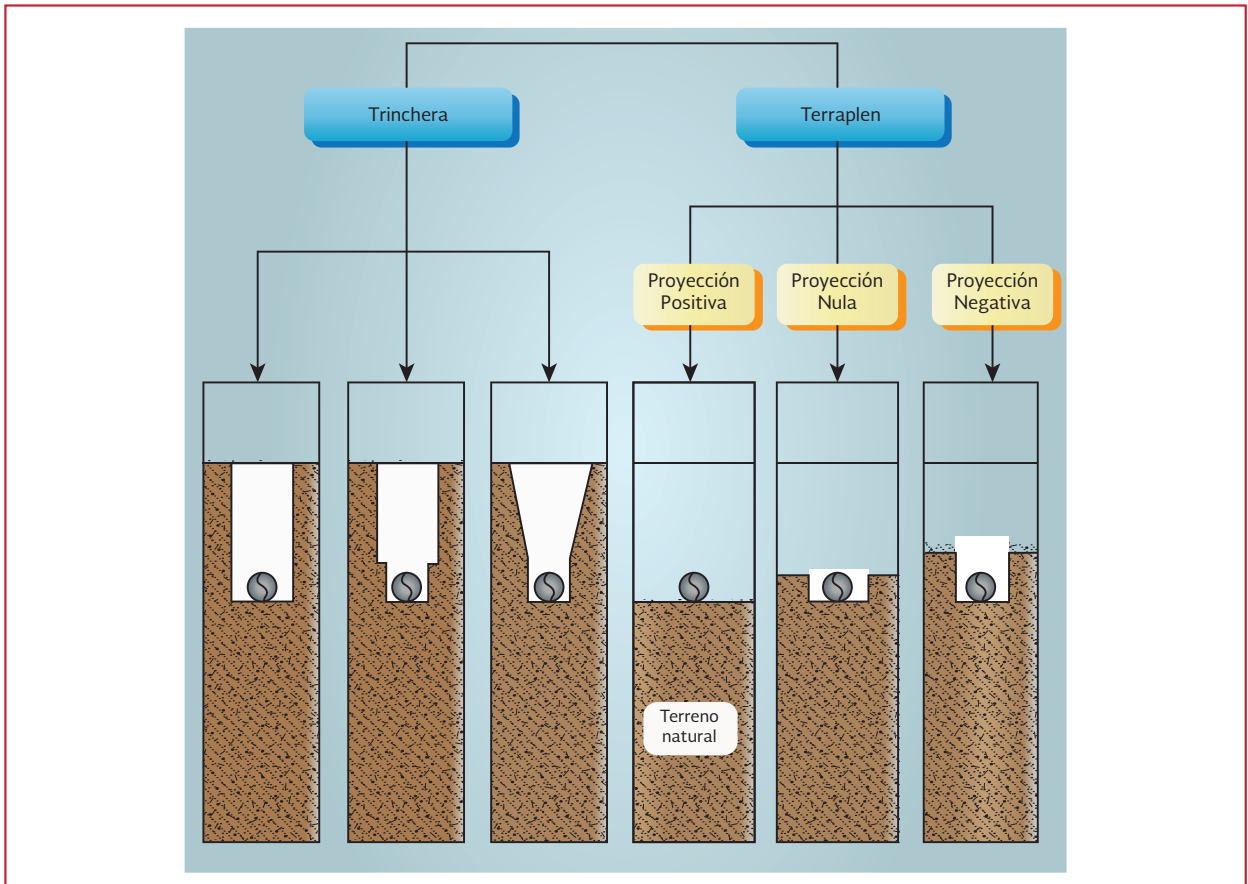 Trinchera
Terraplen
Proyección
Positiva
Proyección
Nula
Proyección
Negativa
Terreno
natural